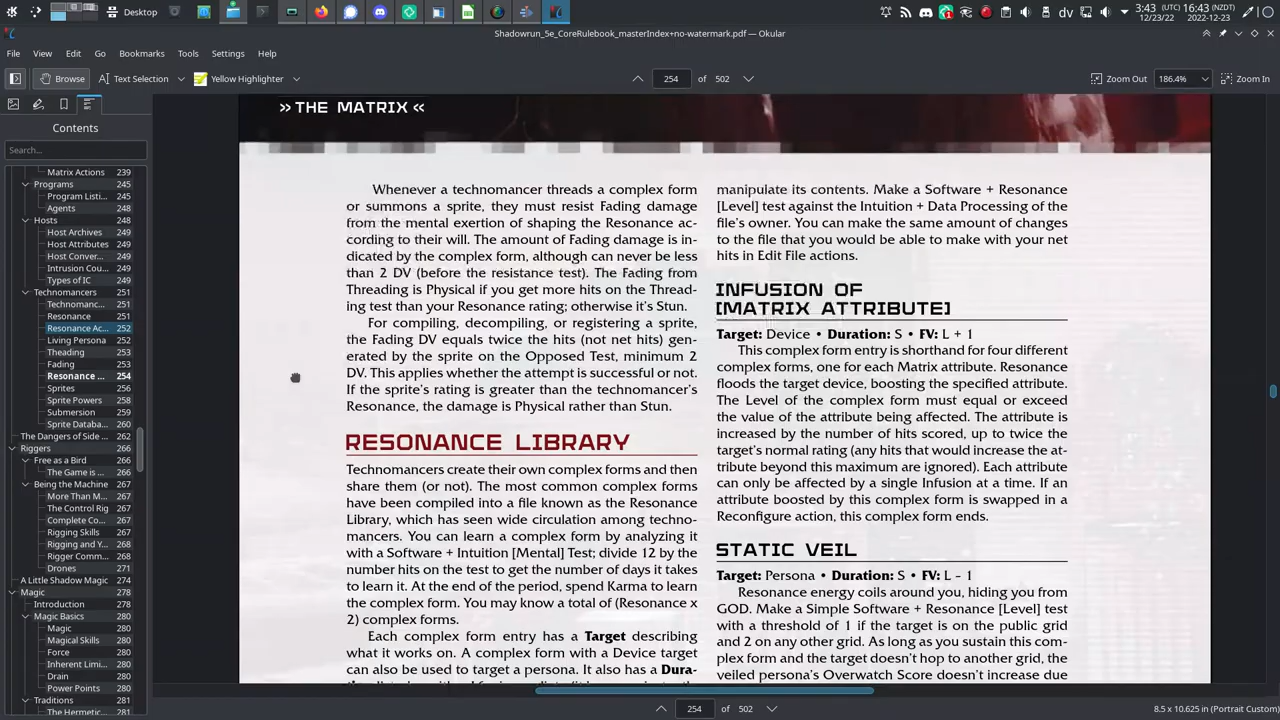 Desktop
dv
3:43 (UTC) 16:43
12/23/22 2022-12-23
Shadowrun_5e_CoreRulebook_masterIndex+no-watermark.pdf — Okular
File View Edit Go Bookmarks Tools Settings Help
Browse Text Selection Yellow Highlighter 254 of 502 Zoom Out 186.4% Zoom In
Contents
Search...
Matrix Actions 239
Programs 245
Program Listi... 245
Agents 248
Hosts 248
Host Archives 249
Host Attributes 249
Host Conver... 249
Intrusion Cou... 249
Types of IC 249
Technomancers 251
Technomanc... 251
Resonance 251
Resonance Ac... 252
Living Persona 252
Theading 253
Fading 253
Resonance ... 254
Sprites 256
Sprite Powers 258
Submersion 258
Sprite Databa... 260
The Dangers of Side ... 262
Riggers 266
Free as a Bird 266
The Game is ... 266
Being the Machine 267
More Than M... 267
The Control Rig 267
Complete Co... 267
Rigging Skills 267
Rigging and Y... 268
Rigger Comm... 268
Drones 268
A Little Shadow Magic 274
Magic 278
Introduction 278
Magic Basics 280
Magic 280
Magical Skills 280
Force 280
Inherent Limi... 280
Drain 280
Power Points 280
Traditions 281
The Hermetic... 281
>> THE MATRIX <<
Whenever a technomancer threads a complex form
or summons a sprite, they must resist Fading damage
from the mental exertion of shaping the Resonance ac-
cording to their will. The amount of Fading damage is in-
dicated by the complex form, although can never be less
than 2 DV (before the resistance test). The Fading from
Threading is Physical if you get more hits on the Thread-
ing test than your Resonance rating; otherwise it's Stun.
For compiling, decompiling, or registering a sprite,
the Fading DV equals twice the hits (not net hits) gen-
erated by the sprite on the Opposed Test, minimum 2
DV. This applies whether the attempt is successful or not.
If the sprite's rating is greater than the technomancer's
Resonance, the damage is Physical rather than Stun.
RESONANCE LIBRARY
Technomancers create their own complex forms and then
share them (or not). The most common complex forms
have been compiled into a file known as the Resonance
Library, which has seen wide circulation among techno-
mancers. You can learn a complex form by analyzing it
with a Software + Intuition [Mental] Test; divide 12 by the
number hits on the test to get the number of days it takes
to learn it. At the end of the period, spend Karma to learn
the complex form. You may know a total of (Resonance x
2) complex forms.
Each complex form entry has a Target describing
what it works on. A complex form with a Device target
can also be used to target a persona. It also has a Dura-
manipulate its contents. Make a Software + Resonance
[Level] test against the Intuition + Data Processing of the
file's owner. You can make the same amount of changes
to the file that you would be able to make with your net
hits in Edit File actions.
INFUSION OF
[MATRIX ATTRIBUTE]
Target: Device • Duration: S • FV: L + 1
This complex form entry is shorthand for four different
complex forms, one for each Matrix attribute. Resonance
floods the target device, boosting the specified attribute.
The Level of the complex form must equal or exceed
the value of the attribute being affected. The attribute is
increased by the number of hits scored, up to twice the
target's normal rating (any hits that would increase the at-
tribute beyond this maximum are ignored). Each attribute
can only be affected by a single Infusion at a time. If an
attribute boosted by this complex form is swapped in a
Reconfigure action, this complex form ends.
STATIC VEIL
Target: Persona • Duration: S • FV: L – 1
Resonance energy coils around you, hiding you from
GOD. Make a Simple Software + Resonance [Level] test
with a threshold of 1 if the target is on the public grid
and 2 on any other grid. As long as you sustain this com-
plex form and the target doesn't hop to another grid, the
veiled persona's Overwatch Score doesn't increase due
254 of 502
8.5 x 10.625 in (Portrait Custom)